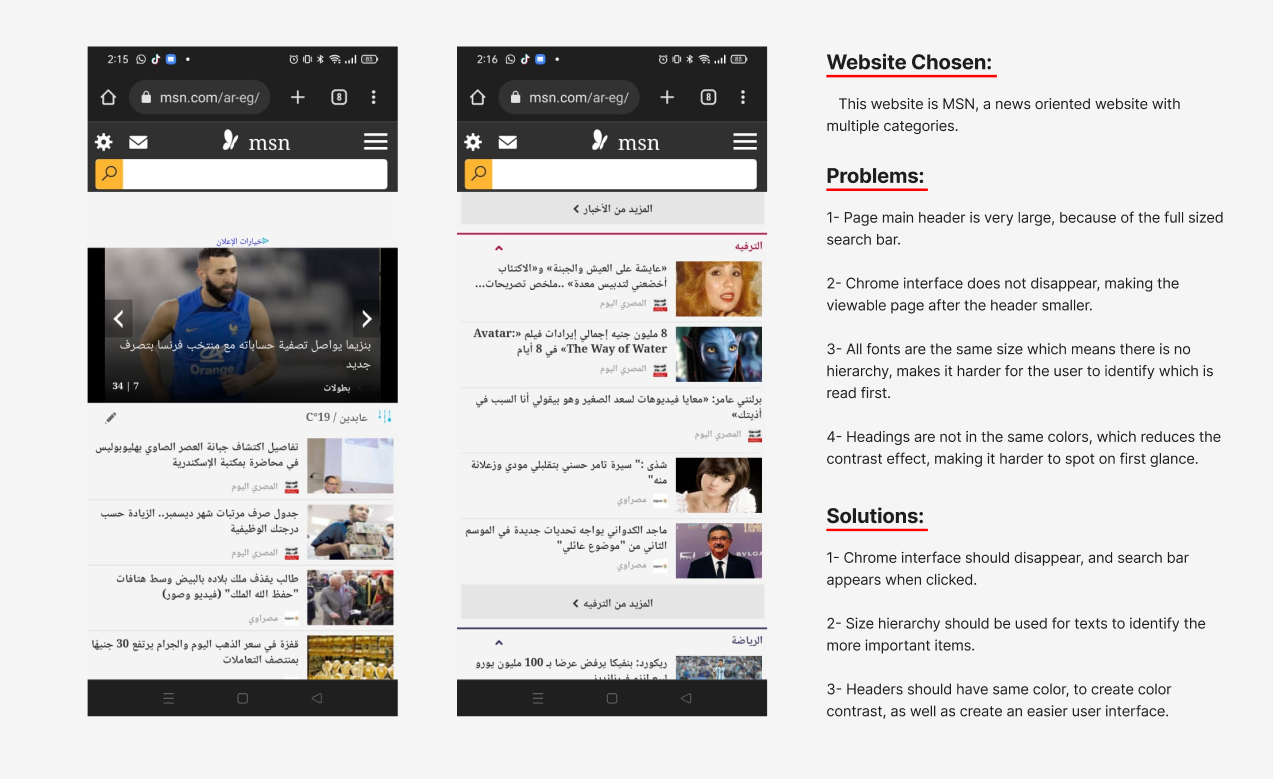 2:15
85
8
msn.com/ar-eg/
msn
خيارات الإعلان
Orange
بنزيما يواصل تصفية حساباته مع منتخب فرنسا بتصرف
جديد
بطولات
34 | 7
عابدين / 19°C
تفاصيل اكتشاف جبانة العصر الصاوي بهليوبوليس
في محاضرة بمكتبة الإسكندرية
المصري اليوم
جدول صرف مرتبات شهر ديسمبر.. الزيادة حسب
درجتك الوظيفية
المصري اليوم
طالب يقذف ملك بلاده بالبيض وسط هتافات
"حفظ الله الملك" (فيديو وصور)
مصراوي
قفزة في سعر الذهب اليوم والجرام يرتفع 30 جنيهًا
بمنتصف التعاملات
2:16
85
8
msn.com/ar-eg/
msn
المزيد من الأخبار
الترفيه
«عايشة على العيش والجبنة» و«الاكتئاب
أخضعني لتدبيس معدة» ..ملخص تصريحات...
المصري اليوم
8 مليون جنيه إجمالي إيرادات فيلم «Avatar:
The Way of Water» في 8 أيام
المصري اليوم
برلنتي عامر: «معايا فيديوهات لسعد الصغير وهو بيقولي أنا السبب في
أذيتك»
المصري اليوم
شذى :" سيرة تامر حسني بتقلبلي مودي وزعلانة
منه"
مصراوي
ماجد الكدواني يواجه تحديات جديدة في الموسم
الثاني من "موضوع عائلي"
مصراوي
المزيد من الترفيه
الرياضة
ريكورد: بنفيكا يرفض عرضا بـ 100 مليون يورو
Website Chosen:
This website is MSN, a news oriented website with
multiple categories.
Problems:
1- Page main header is very large, because of the full sized
search bar.
2- Chrome interface does not disappear, making the
viewable page after the header smaller.
3- All fonts are the same size which means there is no
hierarchy, makes it harder for the user to identify which is
read first.
4- Headings are not in the same colors, which reduces the
contrast effect, making it harder to spot on first glance.
Solutions:
1- Chrome interface should disappear, and search bar
appears when clicked.
2- Size hierarchy should be used for texts to identify the
more important items.
3- Headers should have same color, to create color
contrast, as well as create an easier user interface.